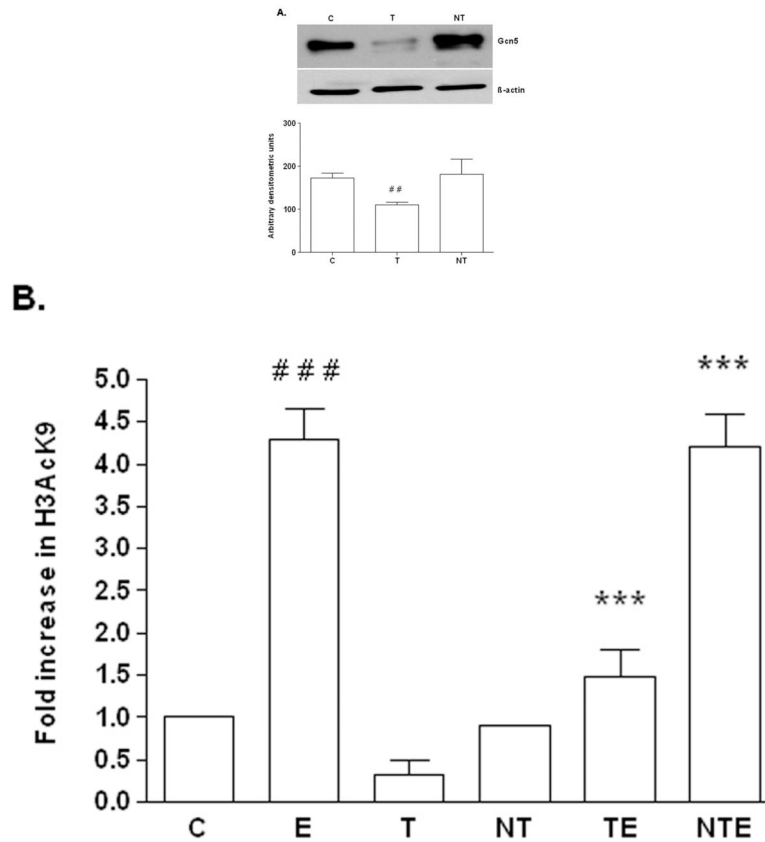 A.
C T NT
Gcn5
ß-actin
Arbitrary densitometric units
300
200
100
0
##
C T NT
B.
Fold increase in H3AcK9
5.0
4.5
4.0
3.5
3.0
2.5
2.0
1.5
1.0
0.5
0.0
###
***
***
C E T NT TE NTE